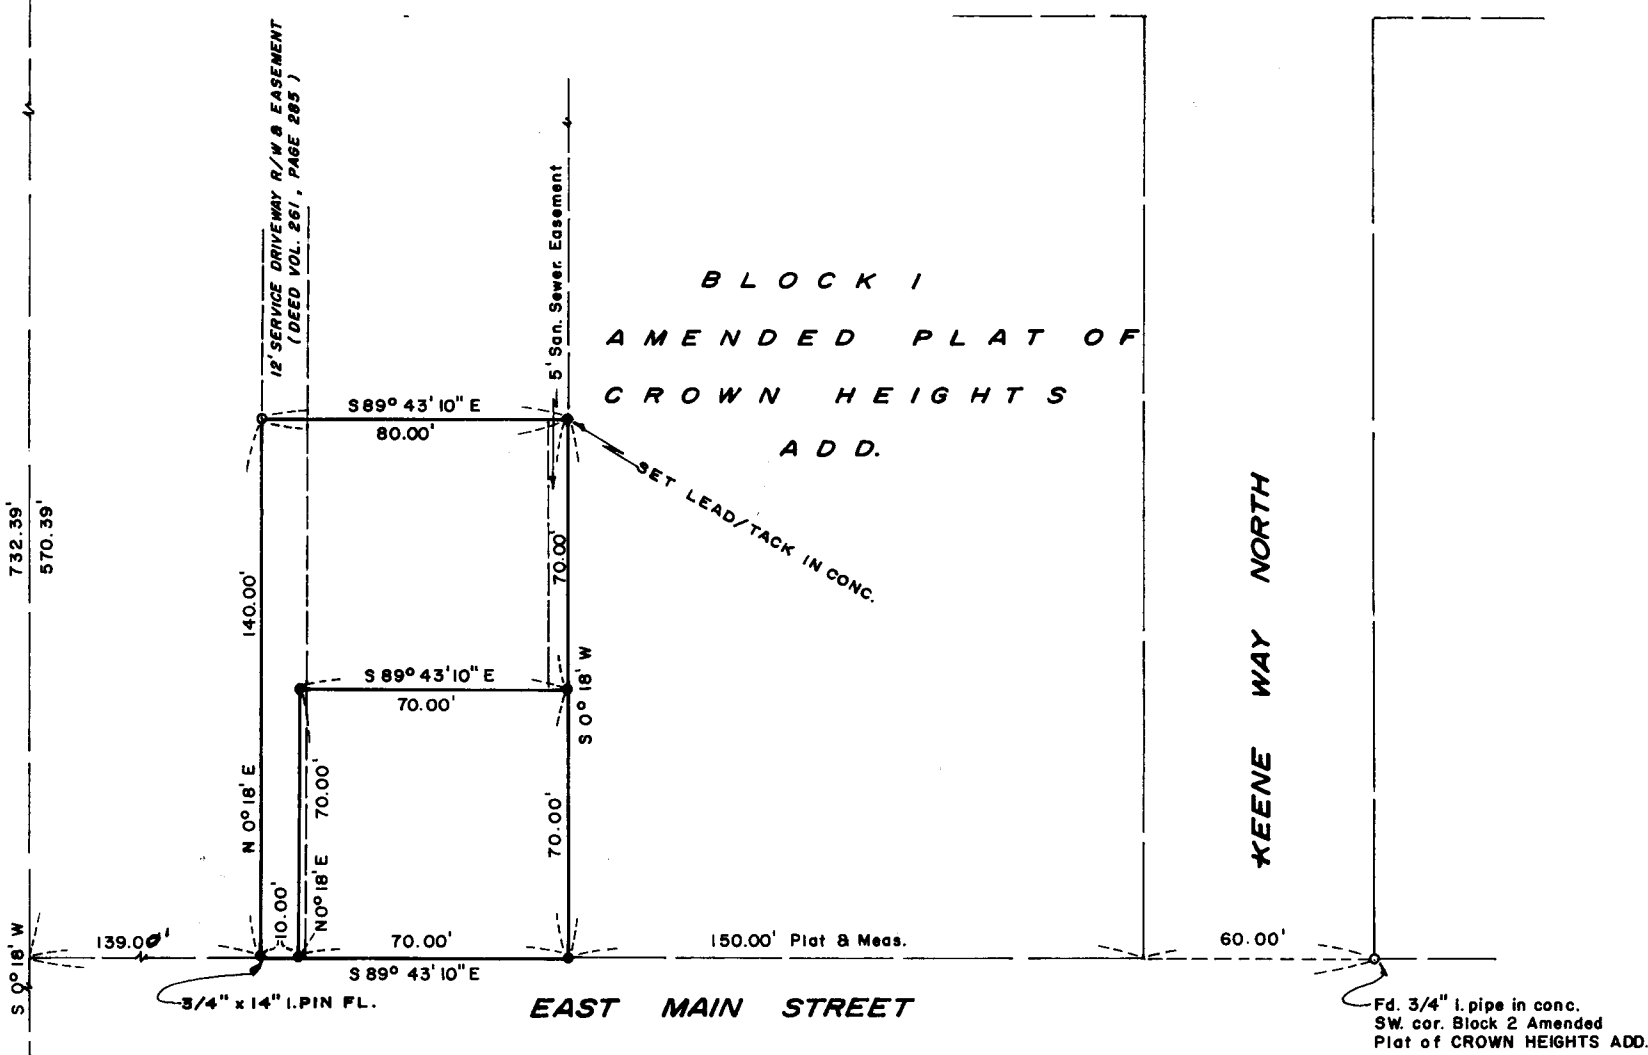 12' SERVICE DRIVEWAY R/W & EASEMENT
(DEED VOL. 261, PAGE 285)
5' San. Sewer. Easement
BLOCK 1
AMENDED PLAT OF
CROWN HEIGHTS
ADD.
S 89° 43' 10" E
80.00'
SET LEAD/TACK IN CONC.
732.39'
570.39'
140.00'
70.00'
KEENE WAY NORTH
S 89° 43' 10" E
70.00'
S 0° 18' W
N 0° 18' E
70.00'
70.00'
N 0° 18' E
10.00'
S 0° 18' W
139.00'
70.00'
150.00' Plat & Meas.
60.00'
S 89° 43' 10" E
3/4" x 14" I. PIN FL.
EAST MAIN STREET
Fd. 3/4" I. pipe in conc.
SW. cor. Block 2 Amended
Plat of CROWN HEIGHTS ADD.